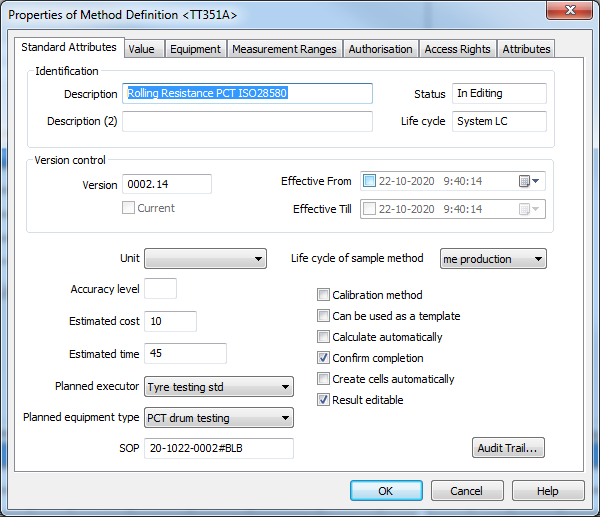 Properties of Method Definition <TT351A>
Standard Attributes Value Equipment Measurement Ranges Authorisation Access Rights Attributes
Identification
Description Rolling Resistance PCT ISO28580 Status In Editing
Description (2) Life cycle System LC
Version control
Version 0002.14 Effective From 22-10-2020 9:40:14
Current Effective Till 22-10-2020 9:40:14
Unit Life cycle of sample method me production
Accuracy level Calibration method
Can be used as a template
Estimated cost 10 Calculate automatically
Estimated time 45 Confirm completion
Planned executor Tyre testing std Create cells automatically
Result editable
Planned equipment type PCT drum testing
SOP 20-1022-0002#BLB Audit Trail...
OK Cancel Help